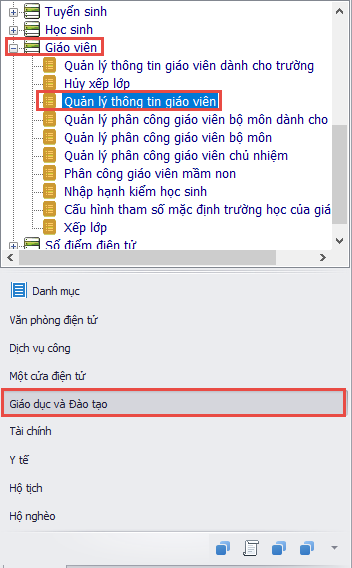 Tuyển sinh
Học sinh
Giáo viên
Quản lý thông tin giáo viên dành cho trường
Hủy xếp lớp
Quản lý thông tin giáo viên
Quản lý phân công giáo viên bộ môn dành cho
Quản lý phân công giáo viên bộ môn
Quản lý phân công giáo viên chủ nhiệm
Phân công giáo viên mầm non
Nhập hạnh kiểm học sinh
Cấu hình tham số mặc định trường học của giá
Xếp lớp
Sổ điểm điện tử
Danh mục
Văn phòng điện tử
Dịch vụ công
Một cửa điện tử
Giáo dục và Đào tạo
Tài chính
Y tế
Hộ tịch
Hộ nghèo